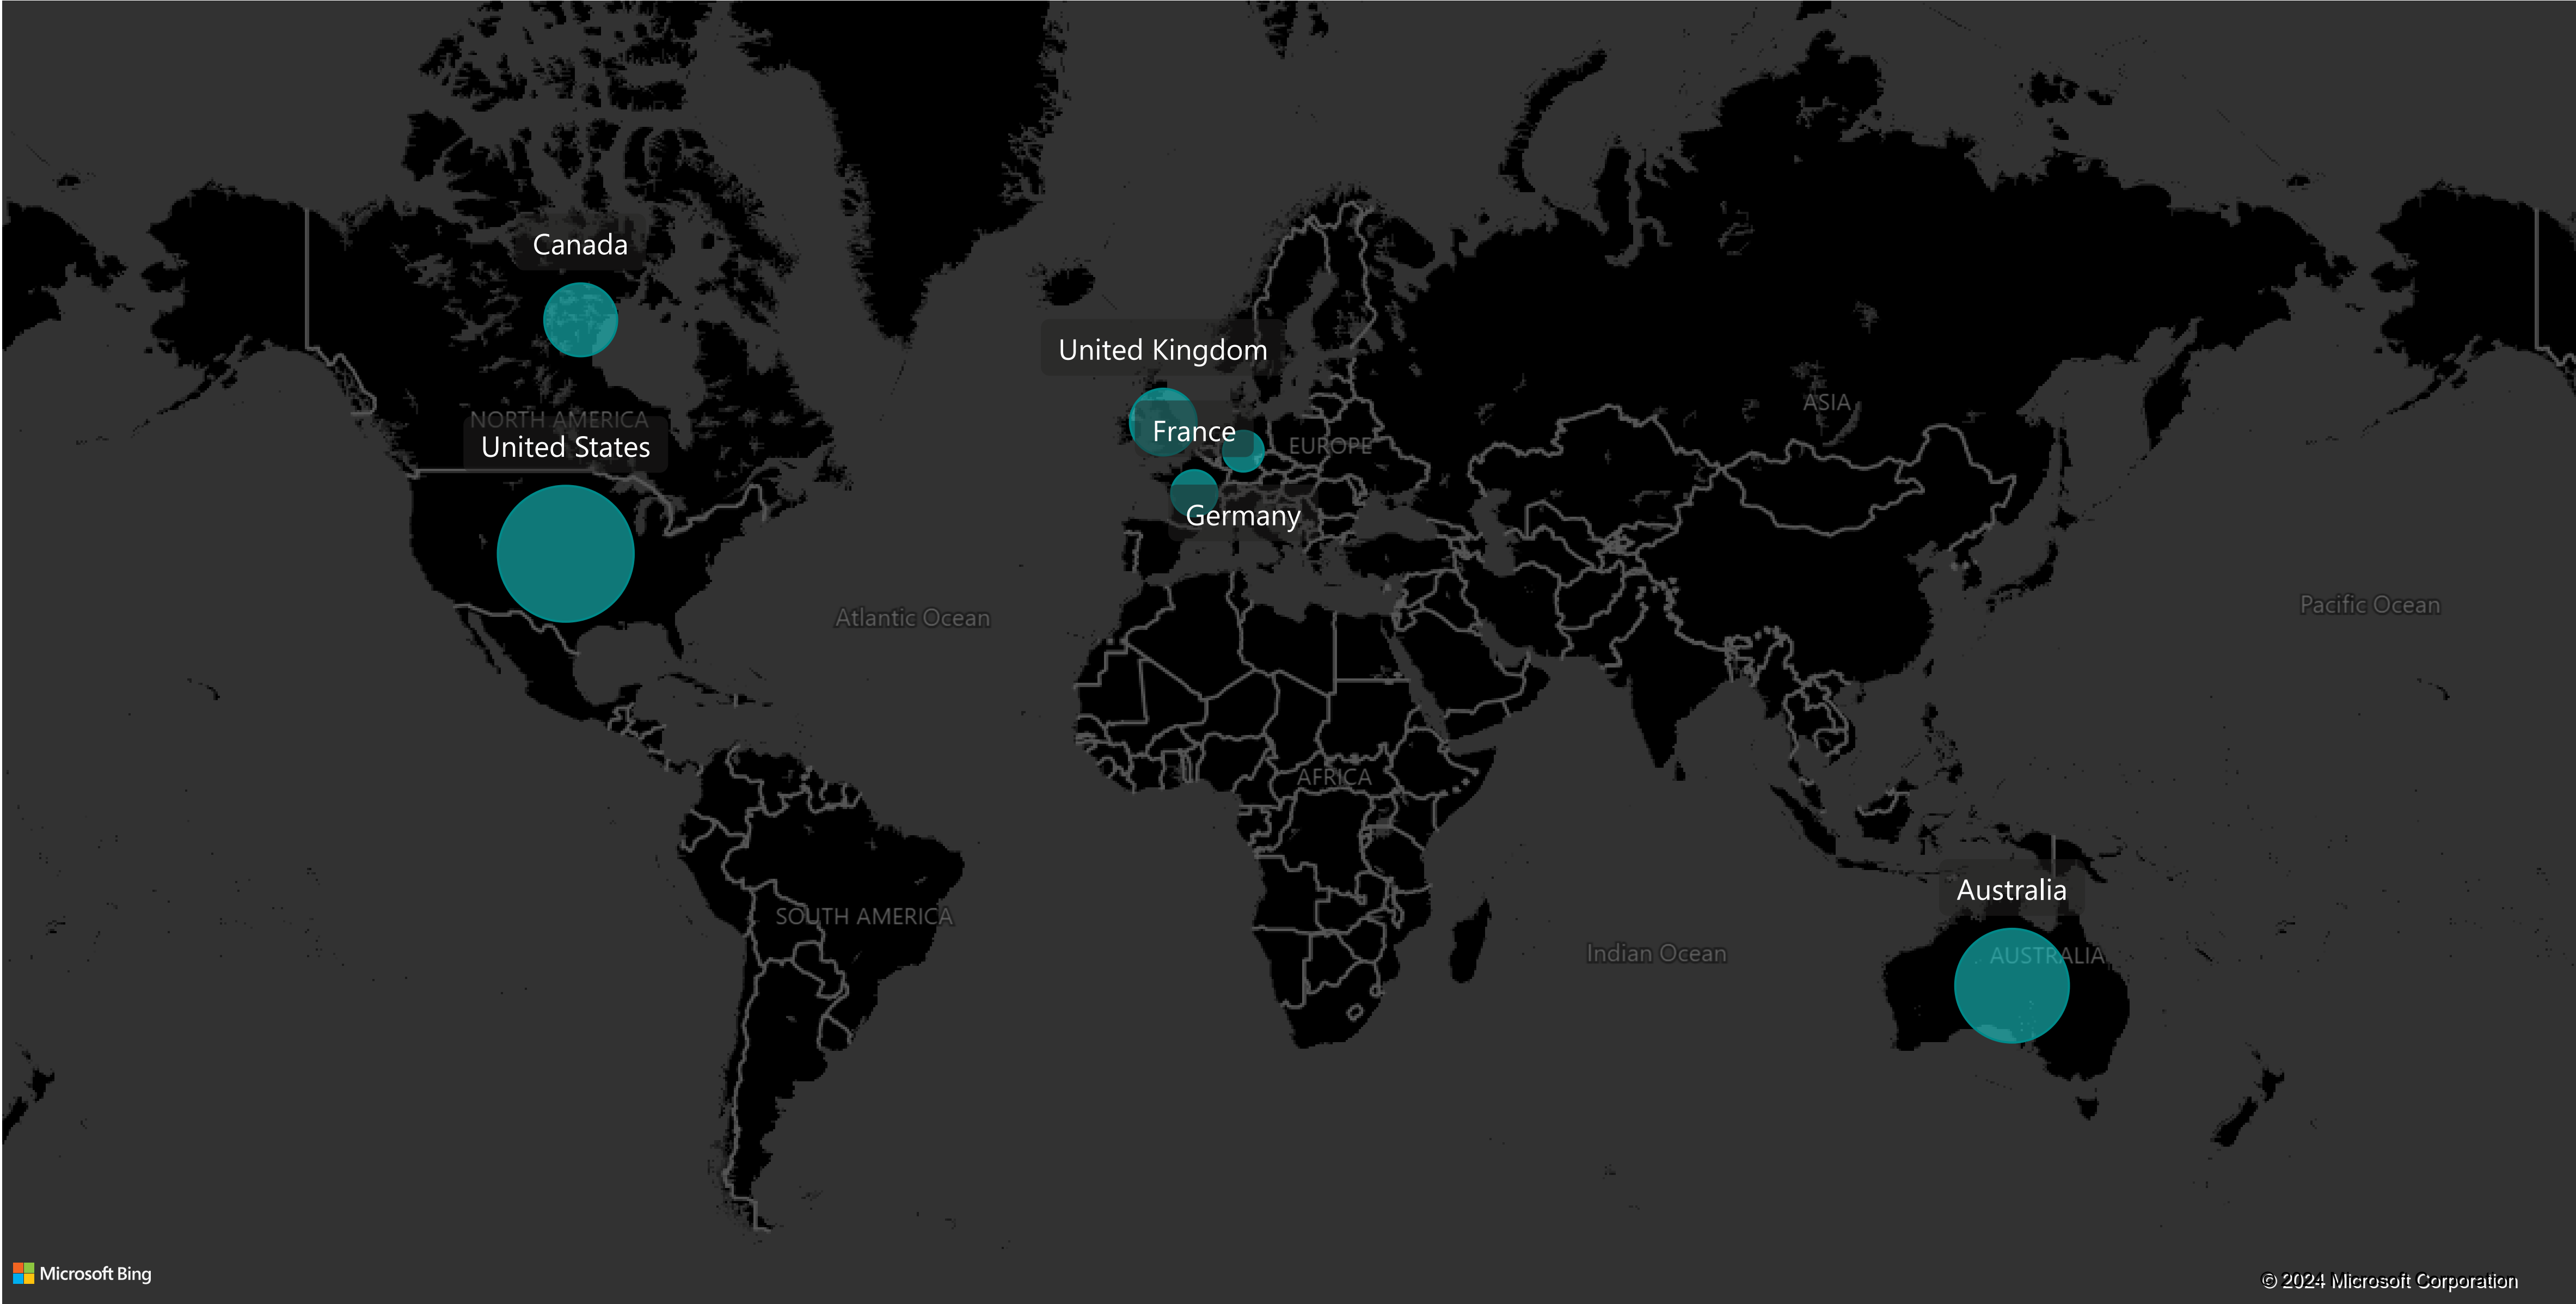 Canada
United Kingdom
NORTH AMERICA
United States
France
EUROPE
ASIA
Germany
Atlantic Ocean
Pacific Ocean
AFRICA
SOUTH AMERICA
Indian Ocean
Australia
AUSTRALIA
Microsoft Bing
© 2024 Microsoft Corporation